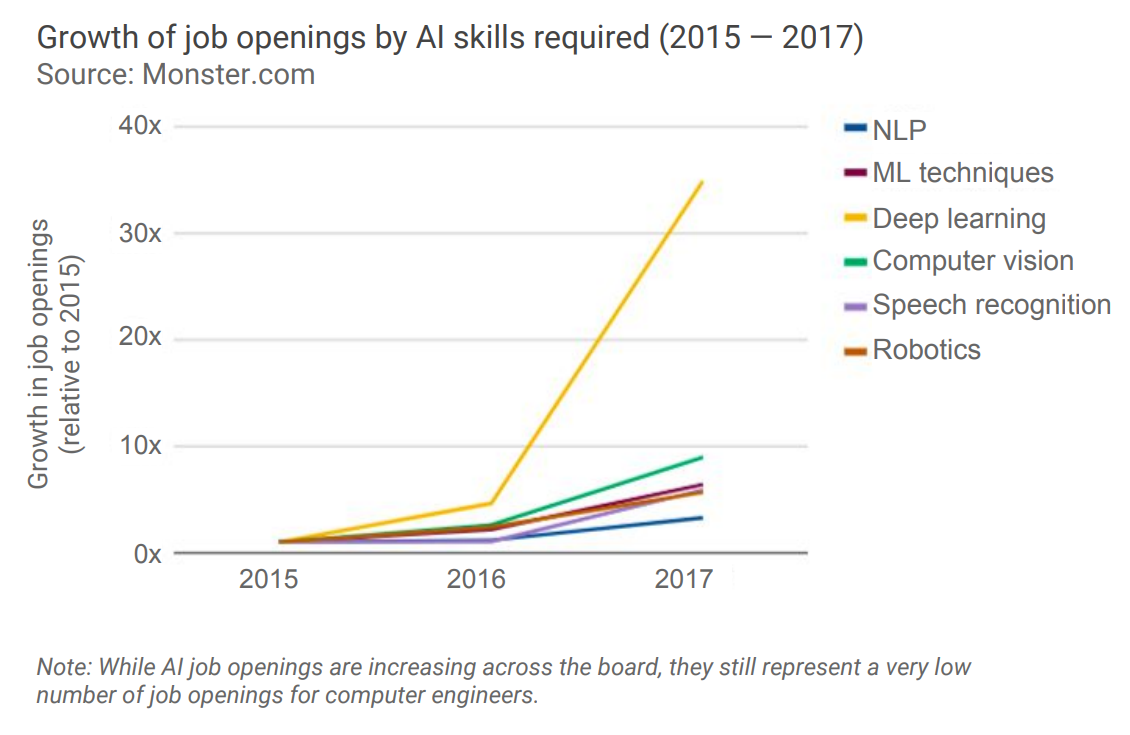 Growth of job openings by AI skills required (2015 — 2017)
Source: Monster.com
40x
30x
20x
10x
0x
Growth in job openings
(relative to 2015)
2015
2016
2017
NLP
ML techniques
Deep learning
Computer vision
Speech recognition
Robotics
Note: While AI job openings are increasing across the board, they still represent a very low
number of job openings for computer engineers.